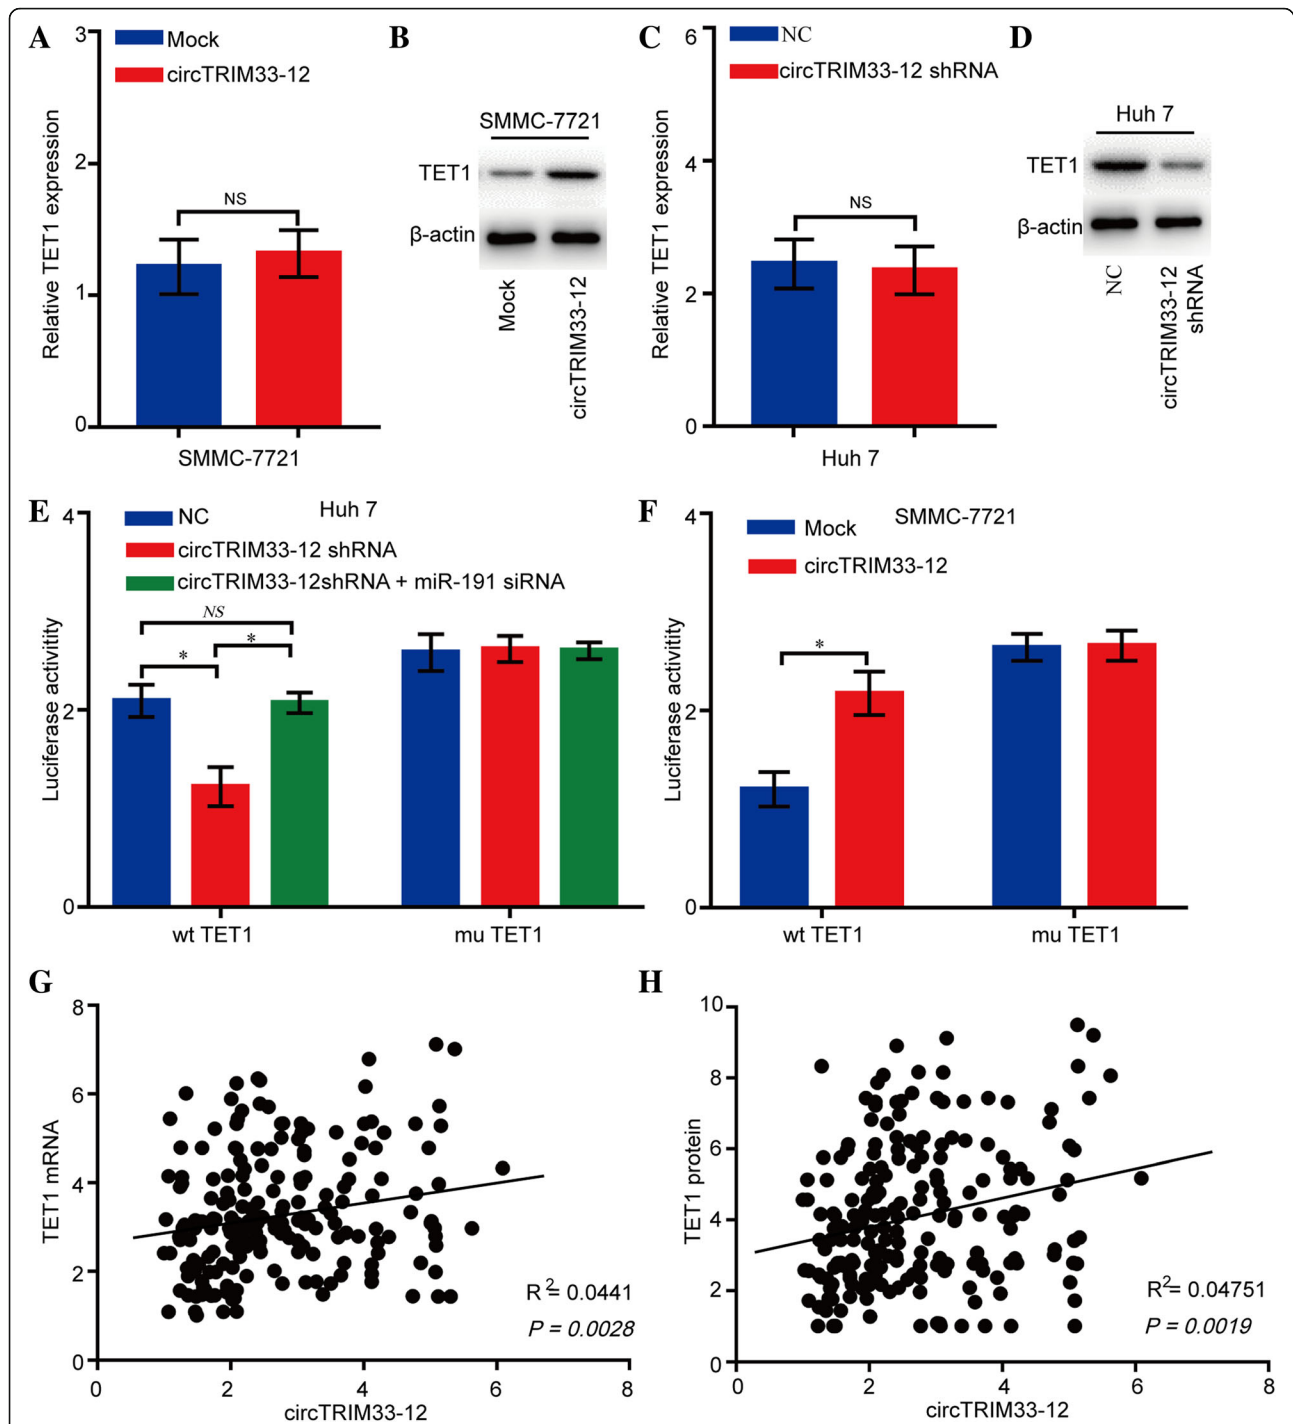 A
3
2
1
0
Relative TET1 expression
Mock
circTRIM33-12
NS
SMMC-7721
B
SMMC-7721
TET1
β-actin
Mock
circTRIM33-12
C
6
4
2
0
Relative TET1 expression
NC
circTRIM33-12 shRNA
NS
Huh 7
D
Huh 7
TET1
β-actin
NC
circTRIM33-12
shRNA
E
Huh 7
4
2
0
Luciferase activitity
NC
circTRIM33-12 shRNA
circTRIM33-12shRNA + miR-191 siRNA
NS
*
*
wt TET1
mu TET1
F
SMMC-7721
4
2
0
Luciferase activity
Mock
circTRIM33-12
*
wt TET1
mu TET1
G
8
6
4
2
0
TET1 mRNA
R2= 0.0441
P = 0.0028
0 2 4 6 8
circTRIM33-12
H
10
8
6
4
2
0
TET1 protein
R2= 0.04751
P = 0.0019
0 2 4 6 8
circTRIM33-12